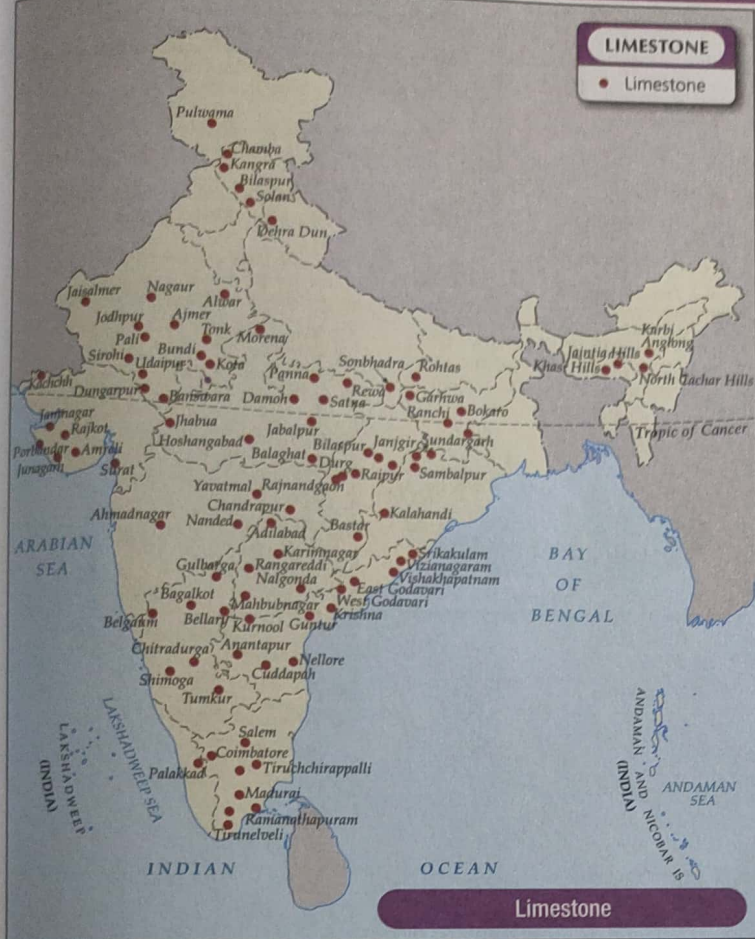 LIMESTONE
Limestone
Pulwama
Chamba
Kangra
Bilaspur
Solan
Dehra Dun
Jaisalmer
Nagaur
Alwar
Jodhpur
Ajmer
Tonk
Morena
Pali
Bundi
Sirohi
Udaipur
Kota
Panna
Sonbhadra
Rohtas
Karbi
Anglong
Jaintia Hills
Khasi Hills
North Cachar Hills
Kachchh
Dungarpur
Banswara
Damoh
Satna
Rewa
Garhwa
Ranchi
Bokaro
Tropic of Cancer
Jamnagar
Rajkot
Jhabua
Jabalpur
Hoshangabad
Porbandar
Amreli
Junagarh
Surat
Balaghat
Bilaspur
Janjgir
Sundargarh
Durg
Raipur
Sambalpur
Yavatmal
Rajnandgaon
Chandrapur
Ahmadnagar
Nanded
Adilabad
Bastar
Kalahandi
ARABIAN
SEA
Karimnagar
Srikakulam
BAY
OF
BENGAL
Gulbarga
Rangareddi
Vizianagaram
Nalgonda
Vishakhapatnam
Bagalkot
East Godavari
Mahbubnagar
West Godavari
Belgaum
Bellary
Kurnool
Guntur
Krishna
Chitradurga
Anantapur
Nellore
Shimoga
Cuddapah
Tumkur
LAKSHADWEEP SEA
LAKSHADWEEP
(INDIA)
ANDAMAN AND NICOBAR IS
(INDIA)
ANDAMAN
SEA
Salem
Coimbatore
Palakkad
Tiruchchirappalli
Madurai
Ramanathapuram
Tirunelveli
INDIAN
OCEAN
Limestone